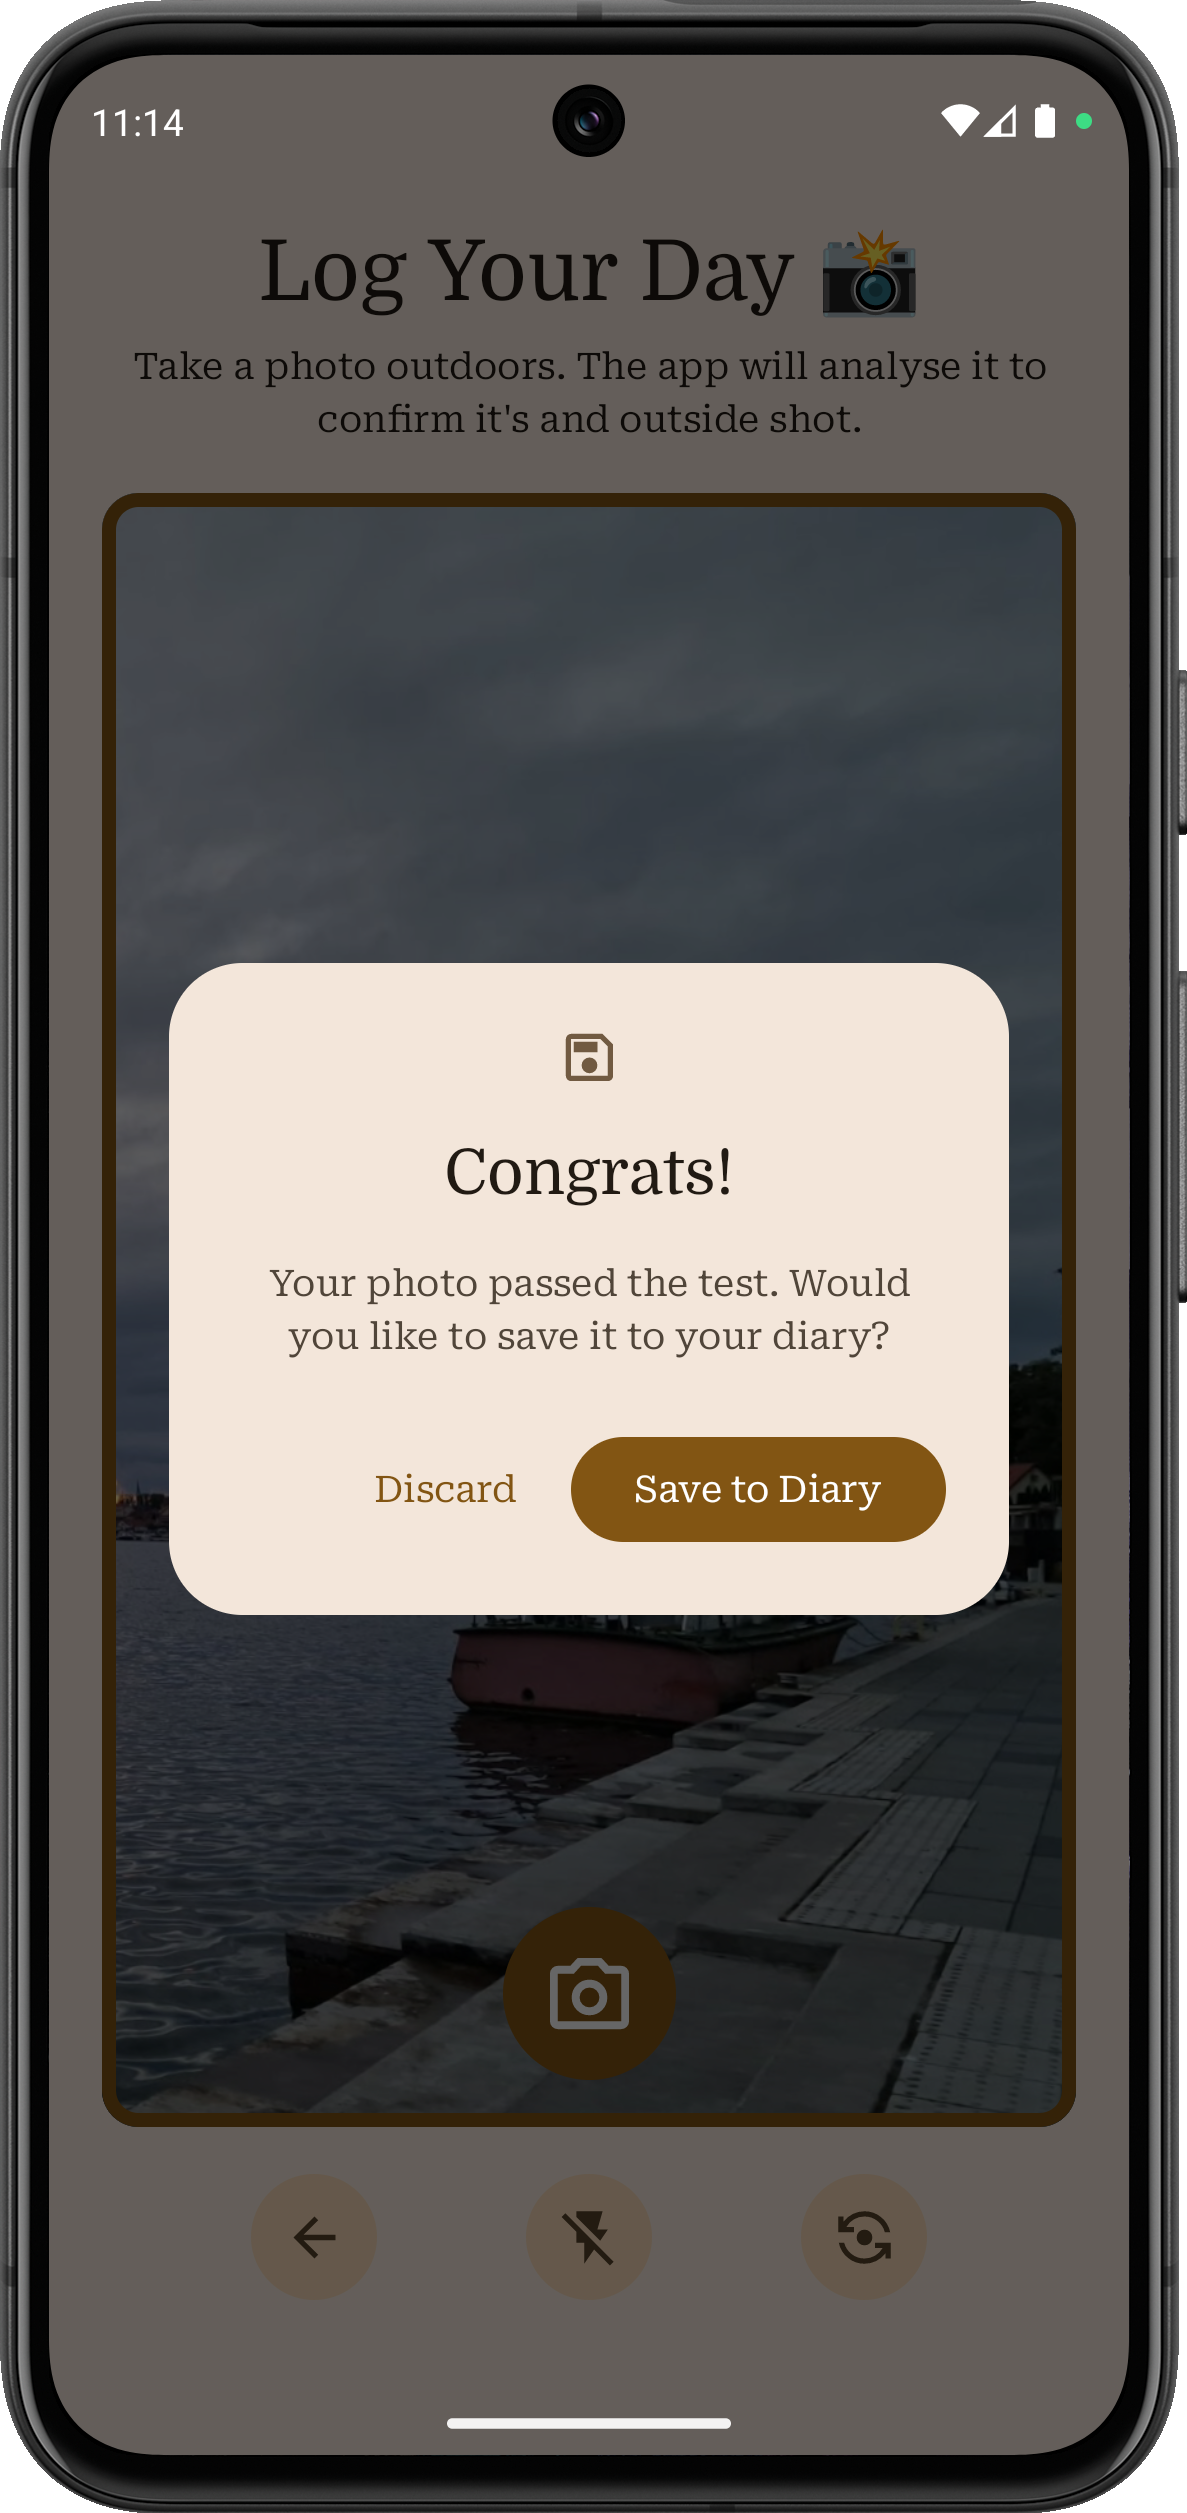 11:14
Log Your Day 📸
Take a photo outdoors. The app will analyse it to
confirm it's and outside shot.
Congrats!
Your photo passed the test. Would
you like to save it to your diary?
Discard
Save to Diary